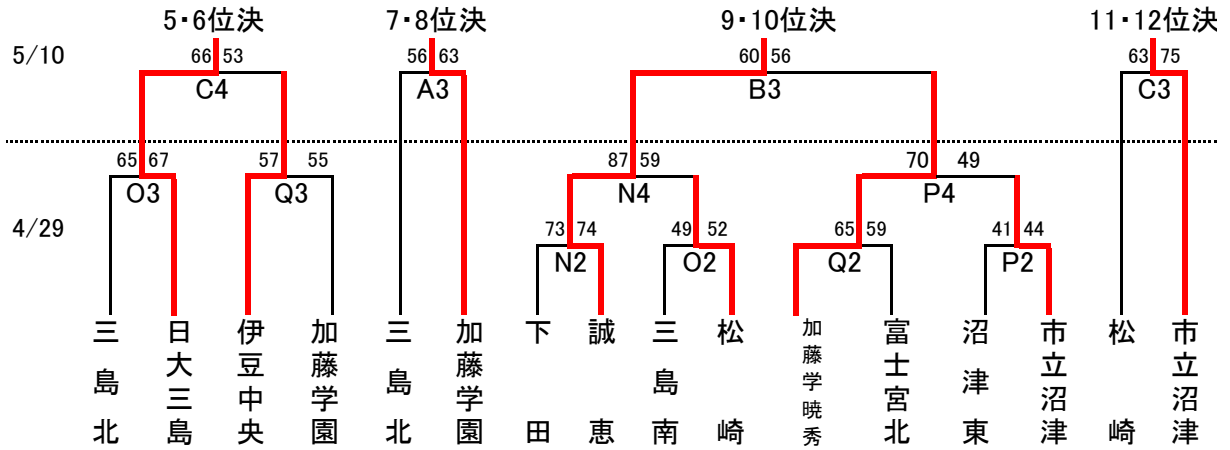 5・6位決 7・8位決 9・10位決 11・12位決
5/10 66 53 56 63 60 56 63 75
C4 A3 B3 C3
65 67 57 55 87 59 70 49
O3 Q3 N4 P4
4/29 73 74 49 52 65 59 41 44
N2 O2 Q2 P2
三島北 日大三島 伊豆中央 加藤学園 三島北 加藤学園 下田 誠恵 三島南 松崎 加藤学暁秀 富士宮北 沼津東 市立沼津 松崎 市立沼津